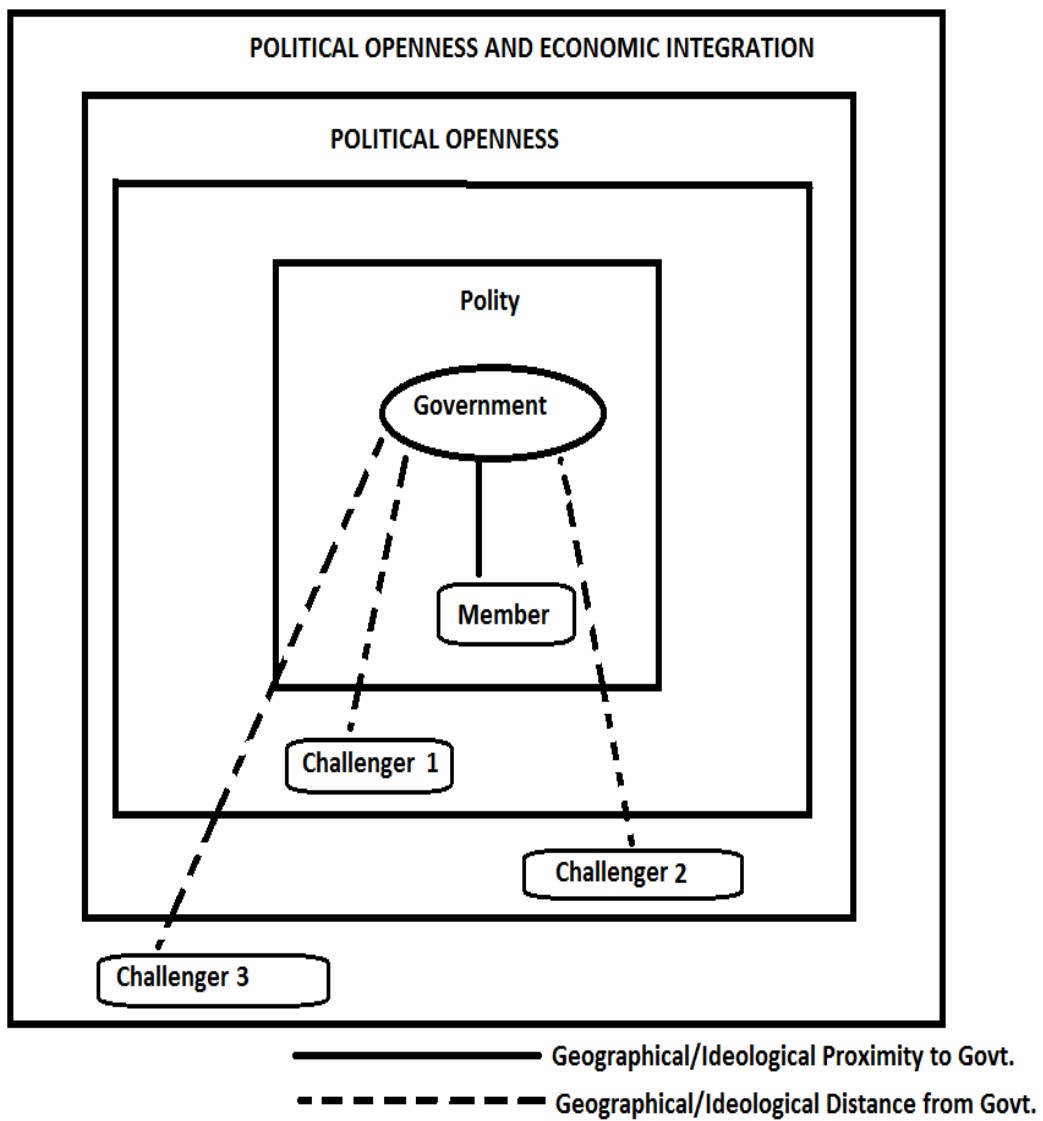 POLITICAL OPENNESS AND ECONOMIC INTEGRATION
POLITICAL OPENNESS
Polity
Government
Member
Challenger 1
Challenger 2
Challenger 3
Geographical/Ideological Proximity to Govt.
Geographical/Ideological Distance from Govt.